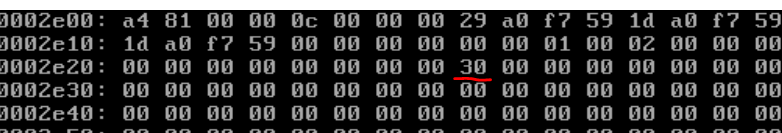 0002e00: a4 81 00 00 0c 00 00 00 29 a0 f7 59 1d a0 f7 59
0002e10: 1d a0 f7 59 00 00 00 00 00 00 01 00 02 00 00 00
0002e20: 00 00 00 00 00 00 00 00 30 00 00 00 00 00 00 00
0002e30: 00 00 00 00 00 00 00 00 00 00 00 00 00 00 00 00
0002e40: 00 00 00 00 00 00 00 00 00 00 00 00 00 00 00 00